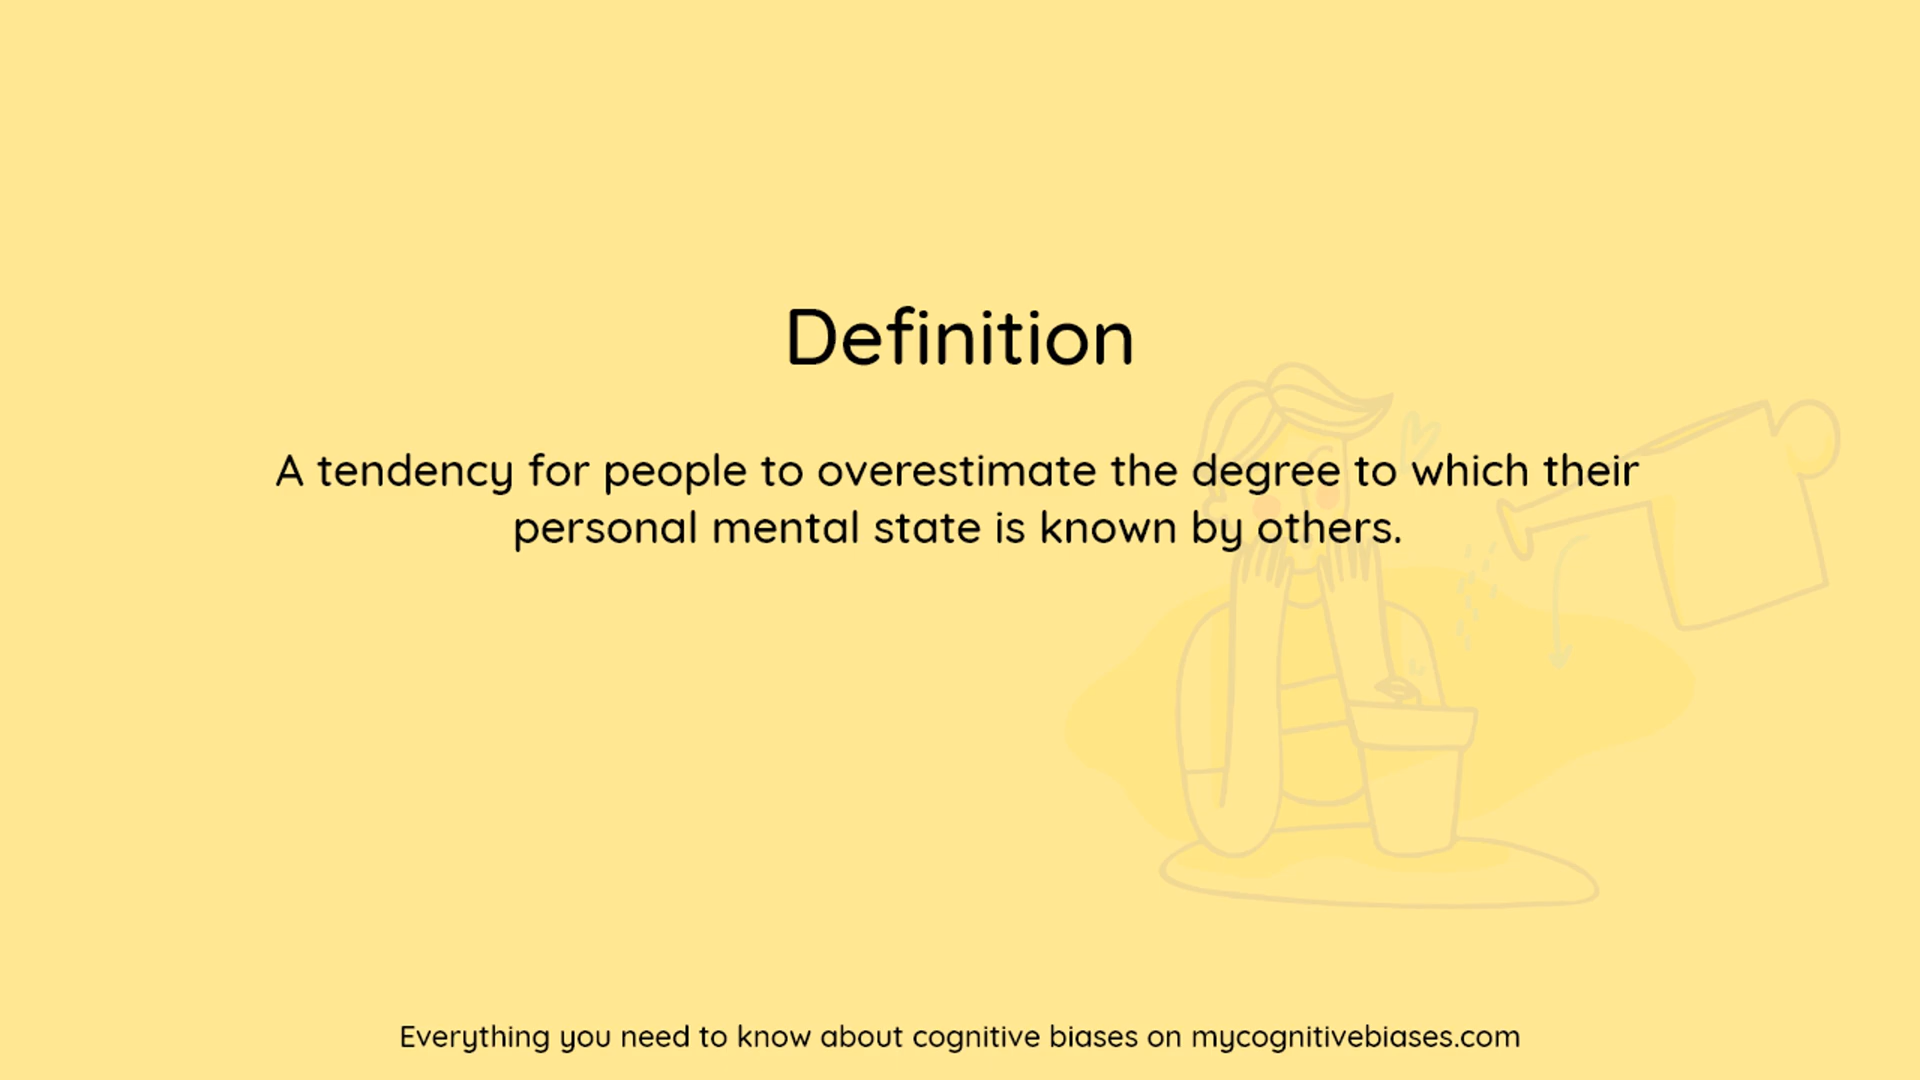 Definition
A tendency for people to overestimate the degree to which their
personal mental state is known by others.
Everything you need to know about cognitive biases on mycognitivebiases.com